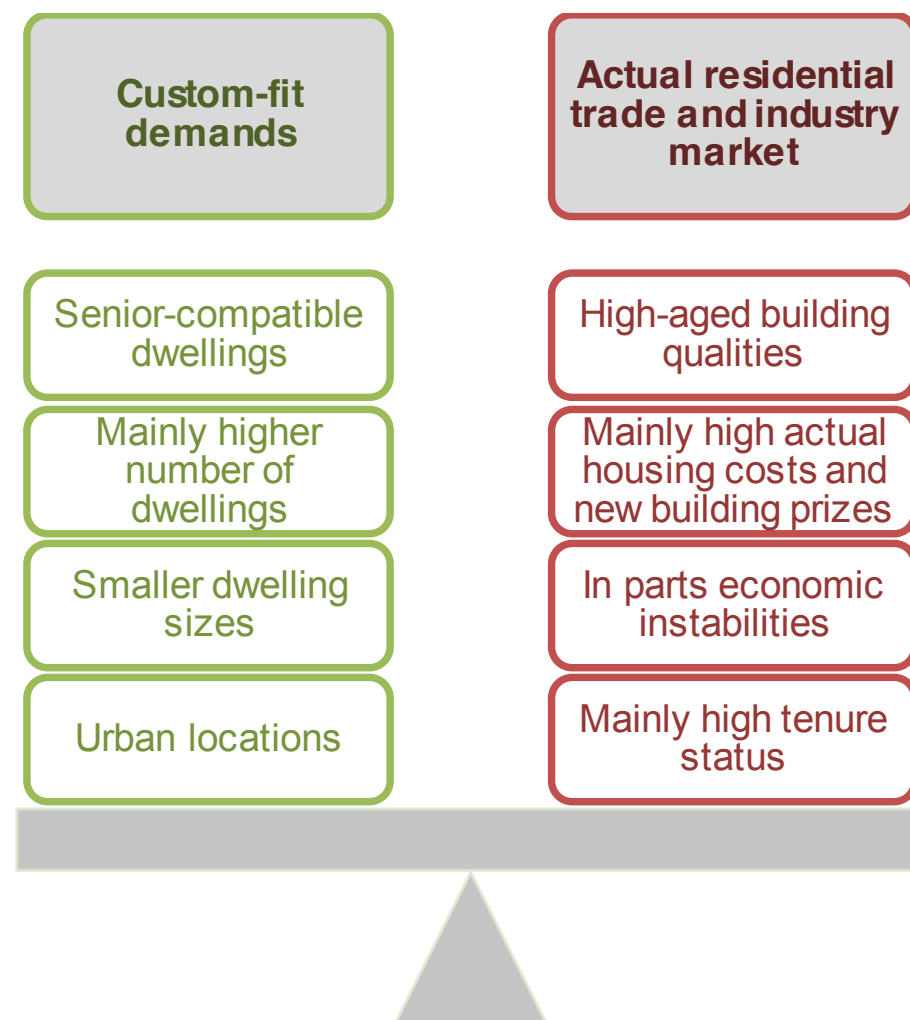 Custom-fit
demands
Actual residential
trade and industry
market
Senior-compatible
dwellings
Mainly higher
number of
dwellings
Smaller dwelling
sizes
Urban locations
High-aged building
qualities
Mainly high actual
housing costs and
new building prizes
In parts economic
instabilities
Mainly high tenure
status